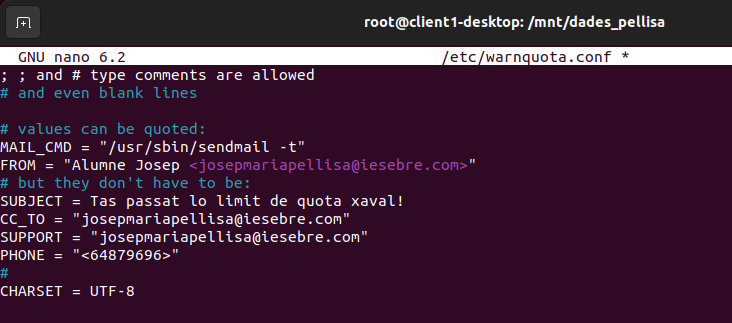 root@client1-desktop: /mnt/dades_pellisa
GNU nano 6.2 /etc/warnquota.conf *
; ; and # type comments are allowed
# and even blank lines
# values can be quoted:
MAIL_CMD = "/usr/sbin/sendmail -t"
FROM = "Alumne Josep <josepmariapellisa@iesebre.com>"
# but they don't have to be:
SUBJECT = Tas passat lo limit de quota xaval!
CC_TO = "josepmariapellisa@iesebre.com"
SUPPORT = "josepmariapellisa@iesebre.com"
PHONE = "<64879696>"
#
CHARSET = UTF-8